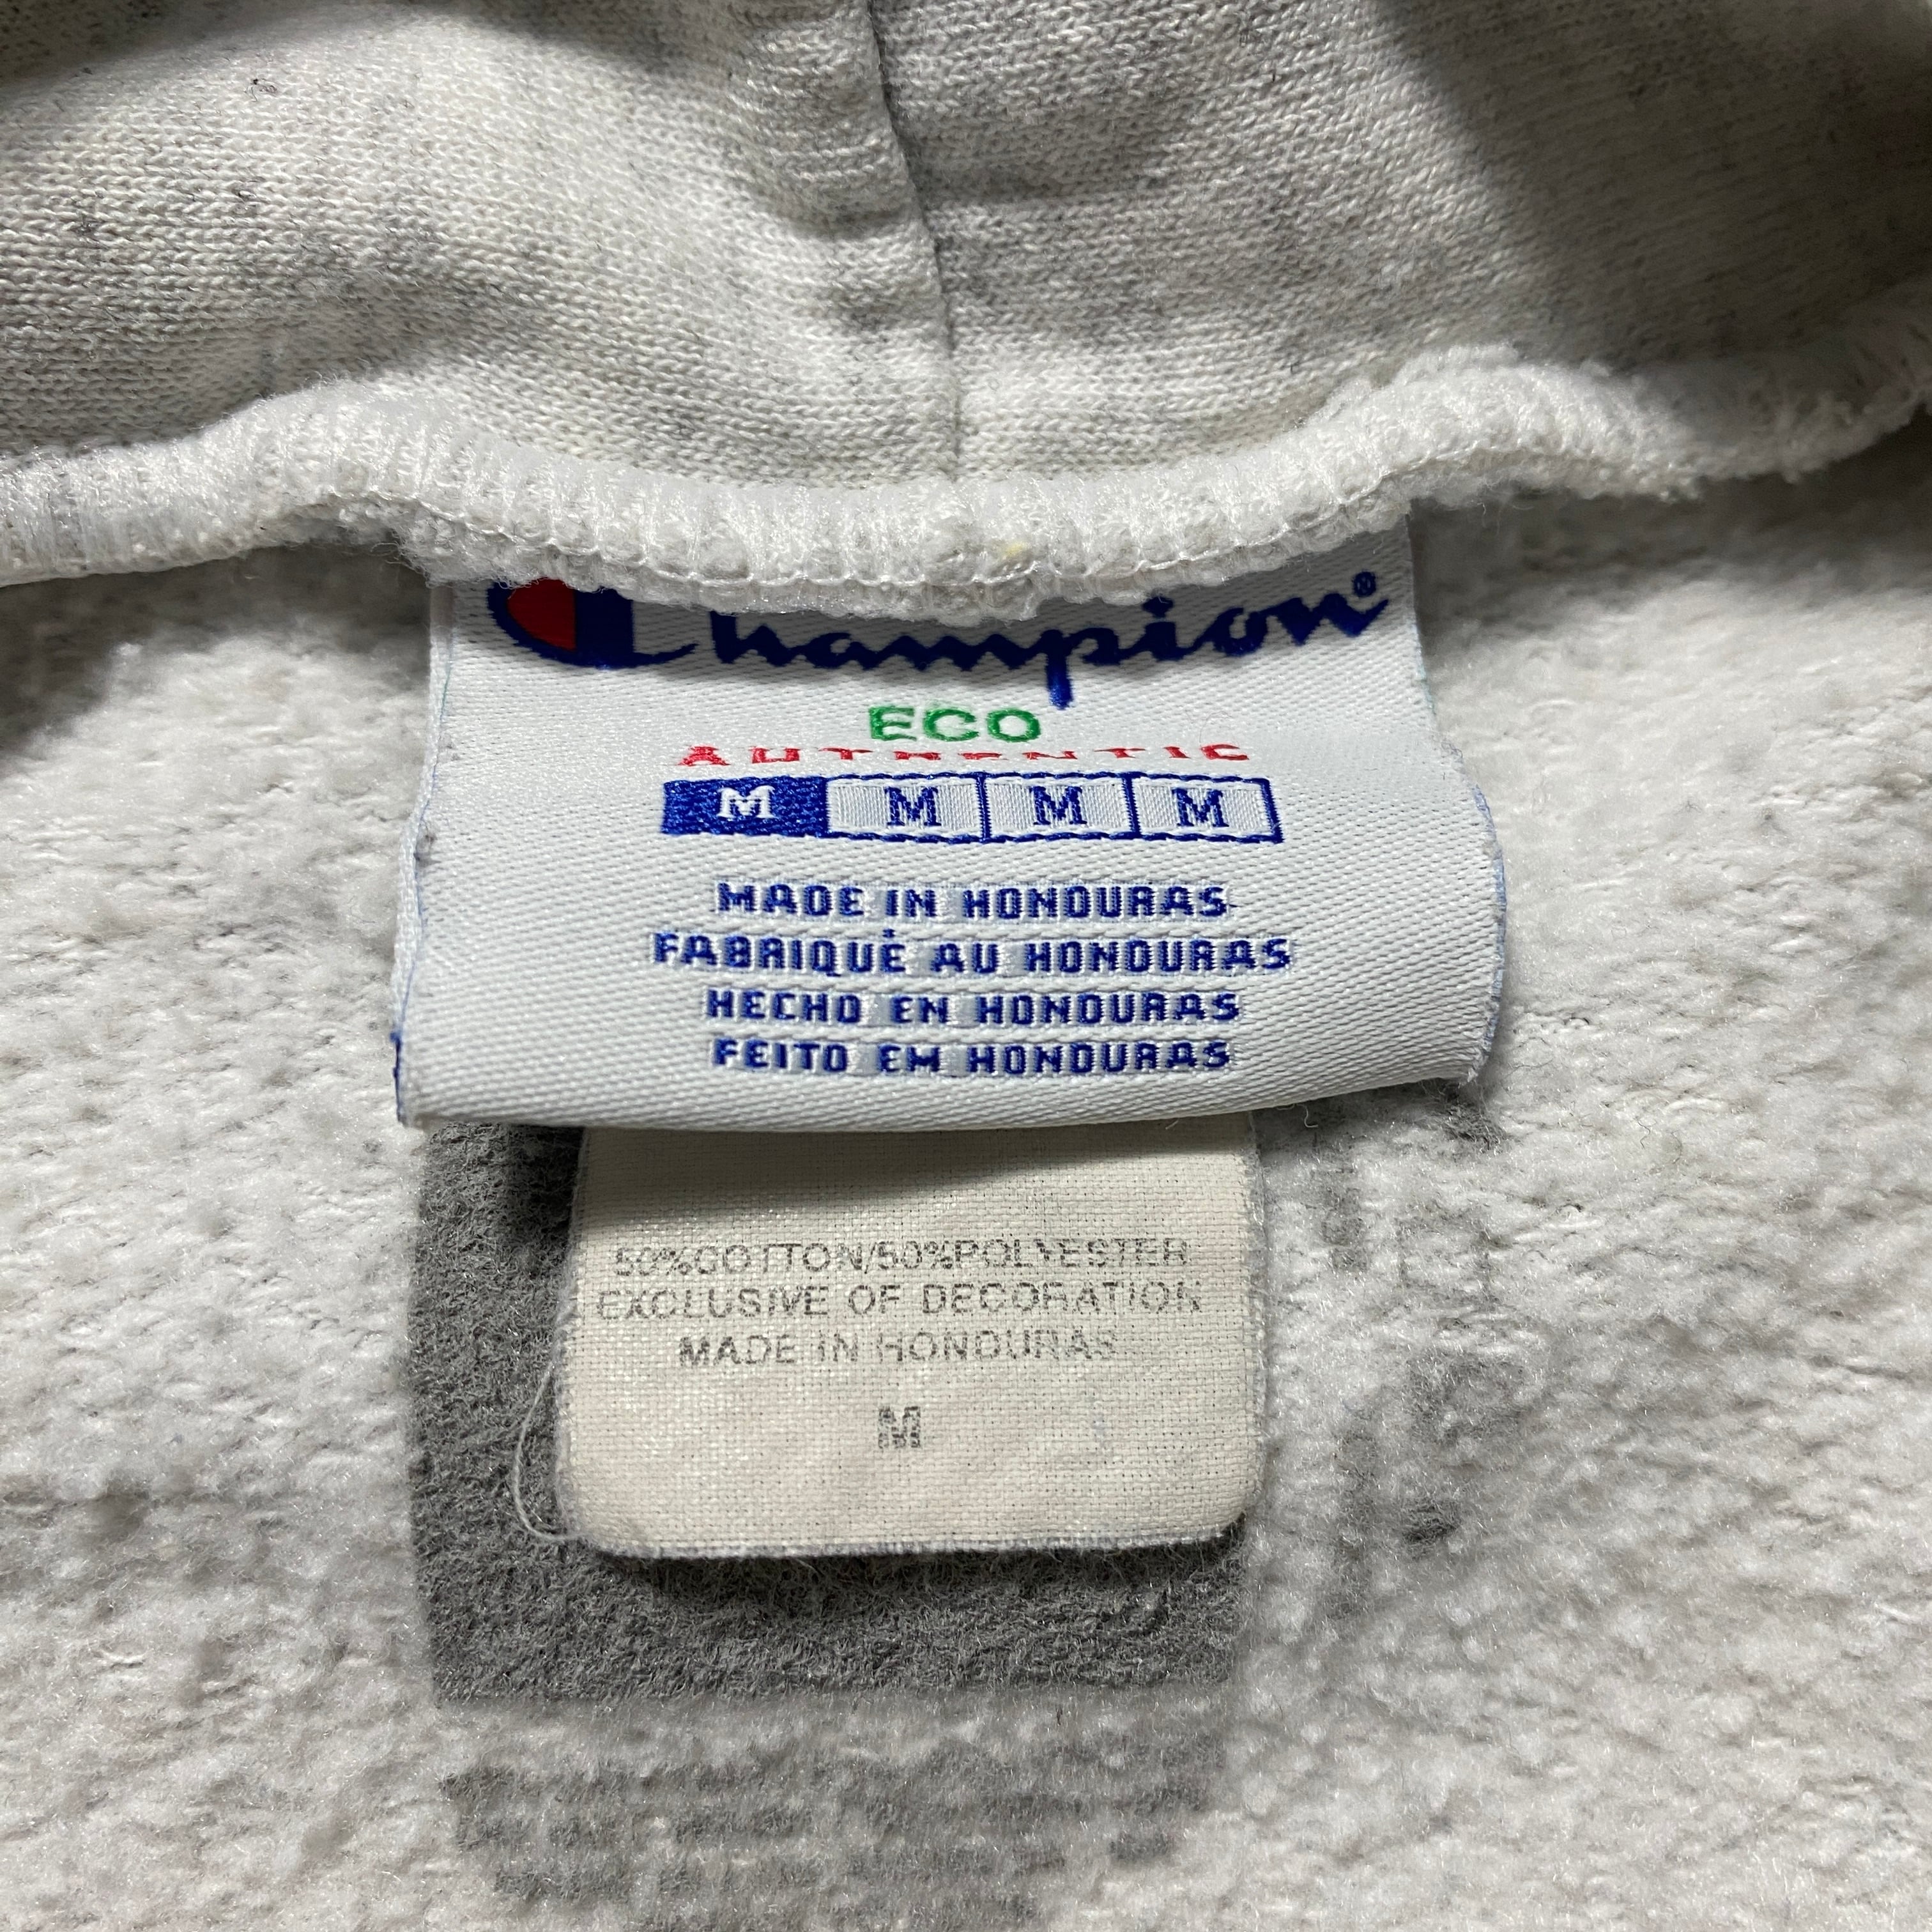 Champion®
ECO
AUTHENTIC
M M M M
MADE IN HONDURAS
FABRIQUÉ AU HONDURAS
HECHO EN HONDURAS
FEITO EM HONDURAS
50%COTTON/50%POLYESTER
EXCLUSIVE OF DECORATION
MADE IN HONDURAS
M